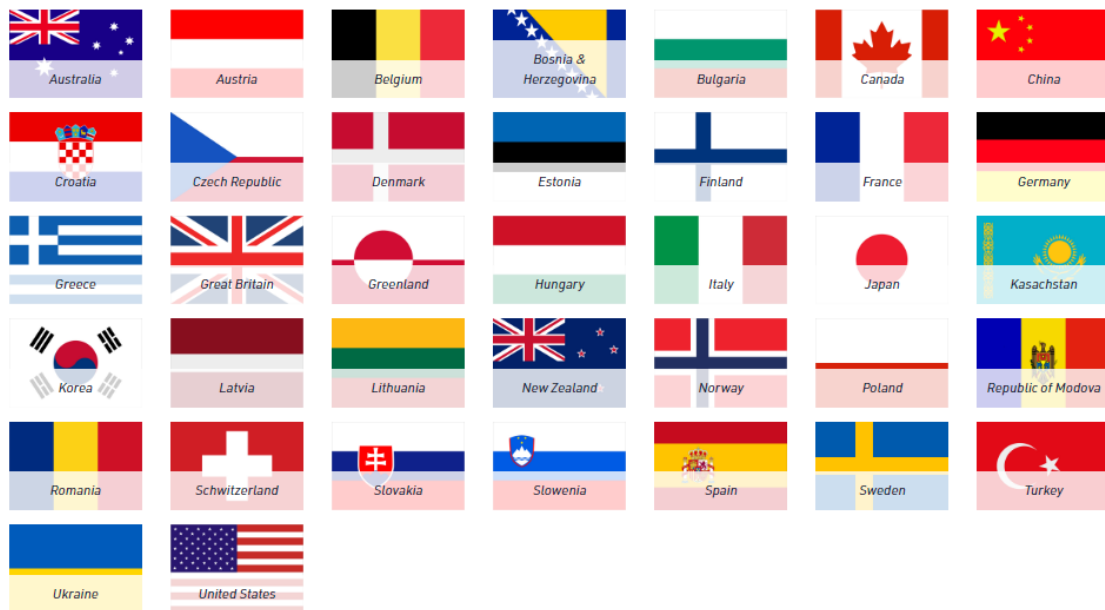 Australia
Austria
Belgium
Bosnia &
Herzegovina
Bulgaria
Canada
China
Croatia
Czech Republic
Denmark
Estonia
Finland
France
Germany
Greece
Great Britain
Greenland
Hungary
Italy
Japan
Kasachstan
Korea
Latvia
Lithuania
New Zealand
Norway
Poland
Republic of Modova
Romania
Schwitzerland
Slovakia
Slowenia
Spain
Sweden
Turkey
Ukraine
United States